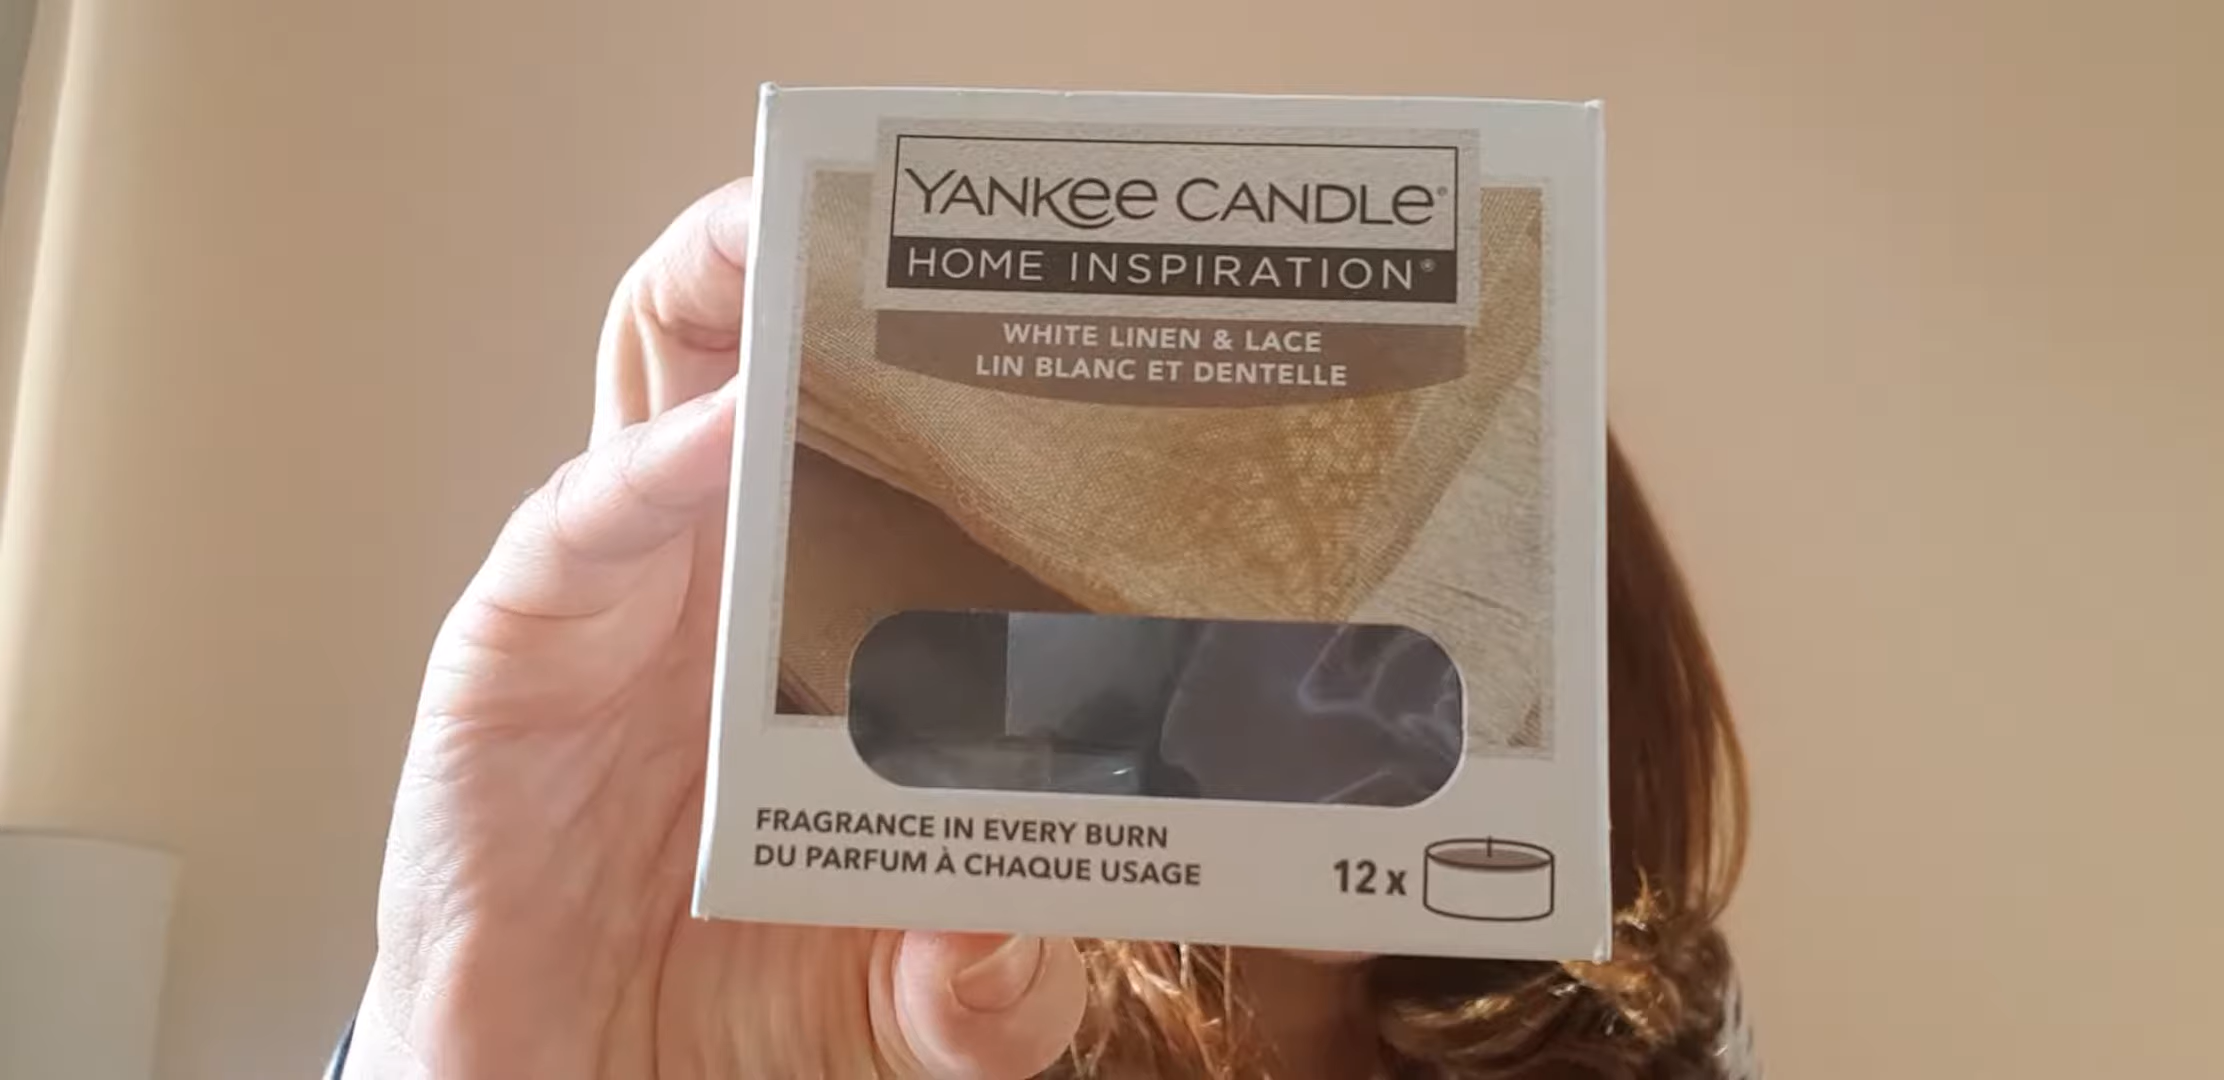 YANKEE CANDLE®
HOME INSPIRATION®
WHITE LINEN & LACE
LIN BLANC ET DENTELLE
FRAGRANCE IN EVERY BURN
DU PARFUM À CHAQUE USAGE
12 x